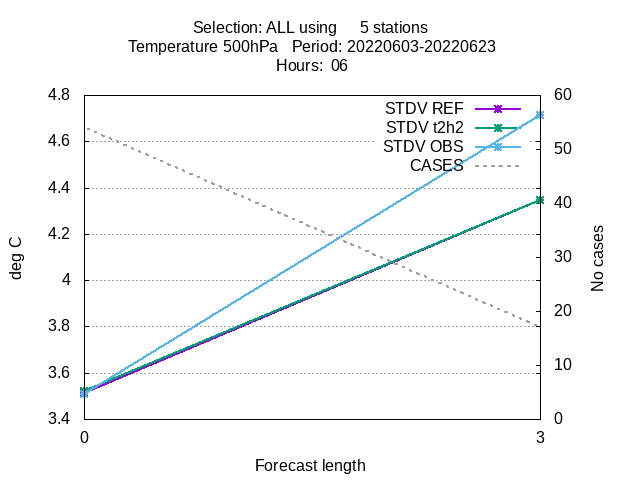 Selection: ALL using     5 stations
Temperature 500hPa   Period: 20220603-20220623
Hours:  06
4.8
4.6
4.4
4.2
4
3.8
3.6
3.4
60
50
40
30
20
10
0
deg C
No cases
STDV REF
STDV t2h2
STDV OBS
CASES
0
3
Forecast length